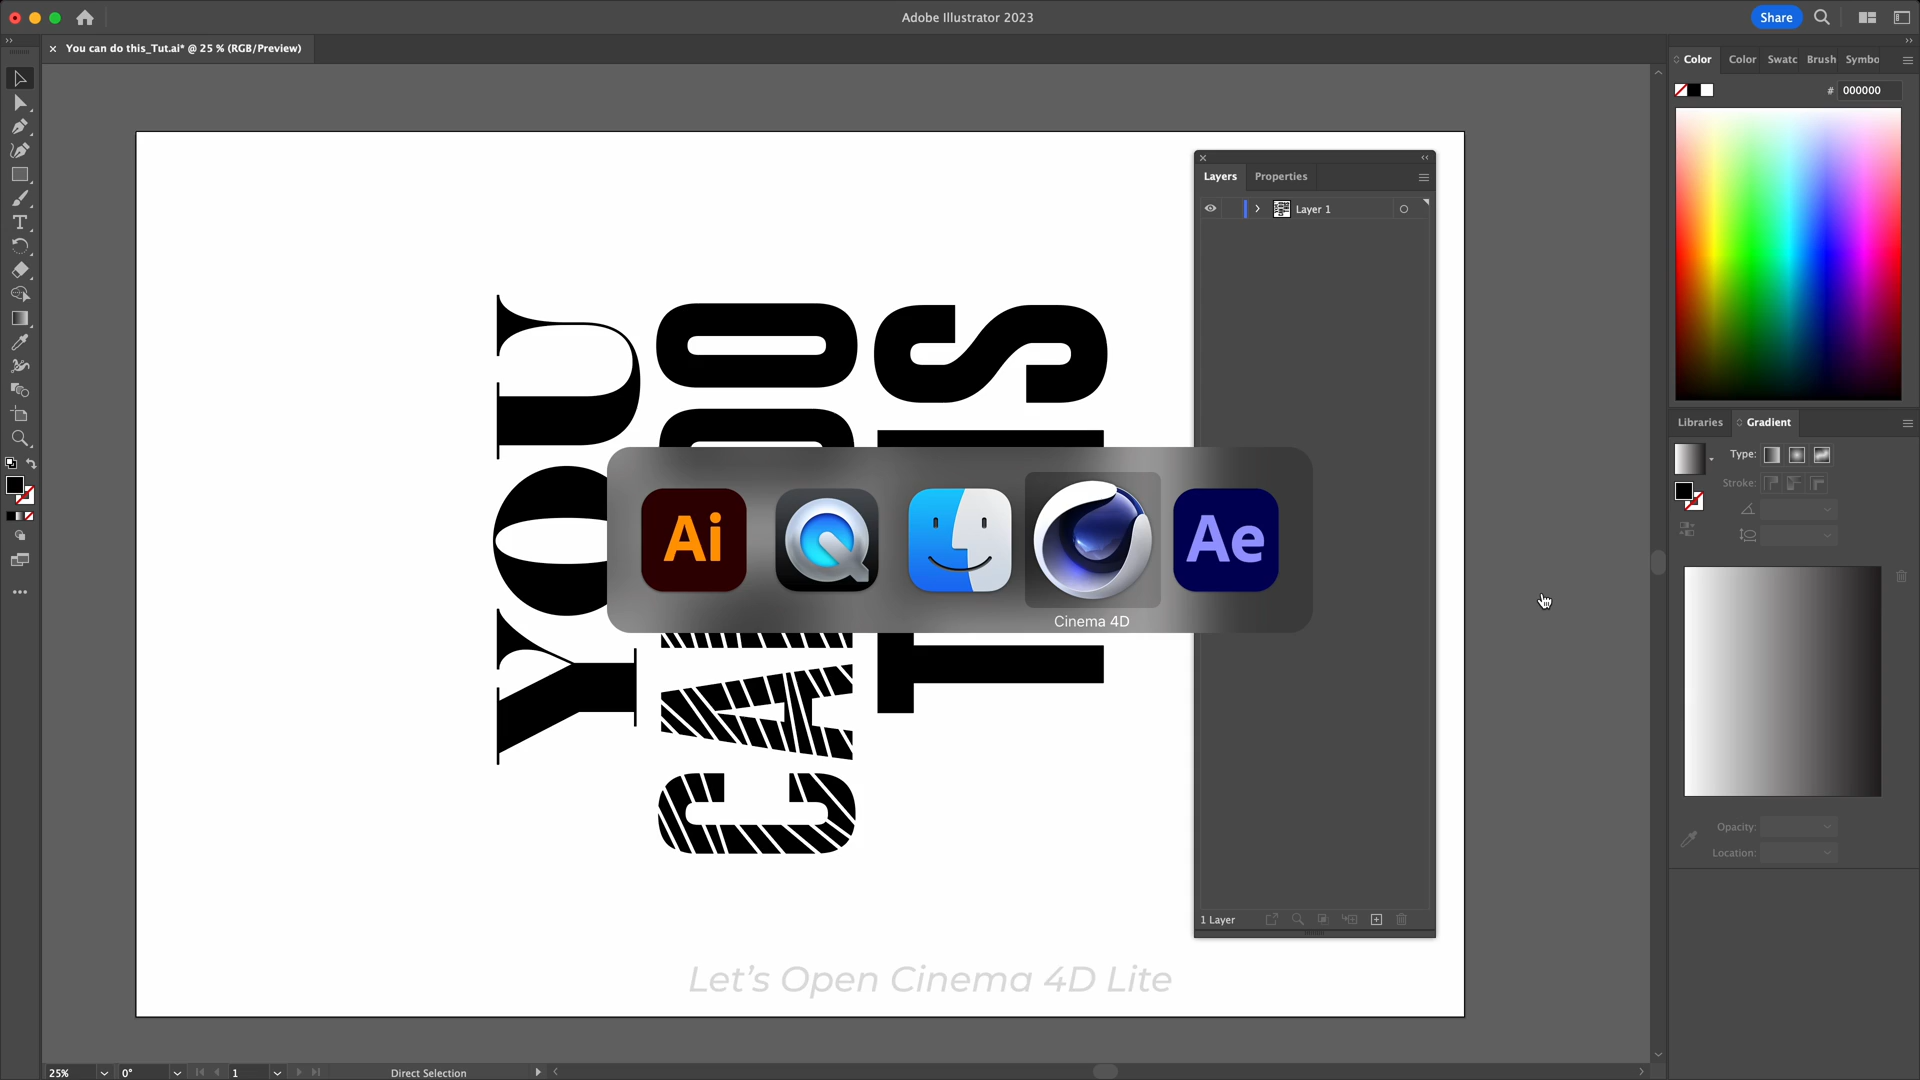 Adobe Illustrator 2023
Share
× You can do this_Tut.ai* @ 25 % (RGB/Preview)
Color Color Swatc Brush Symbo
# 000000
Layers Properties
Layer 1
YOU
CAN DO
THIS
Ai
Ae
Cinema 4D
Libraries Gradient
Type:
Stroke:
Opacity:
Location:
1 Layer
Let's Open Cinema 4D Lite
25% 0° 1 Direct Selection